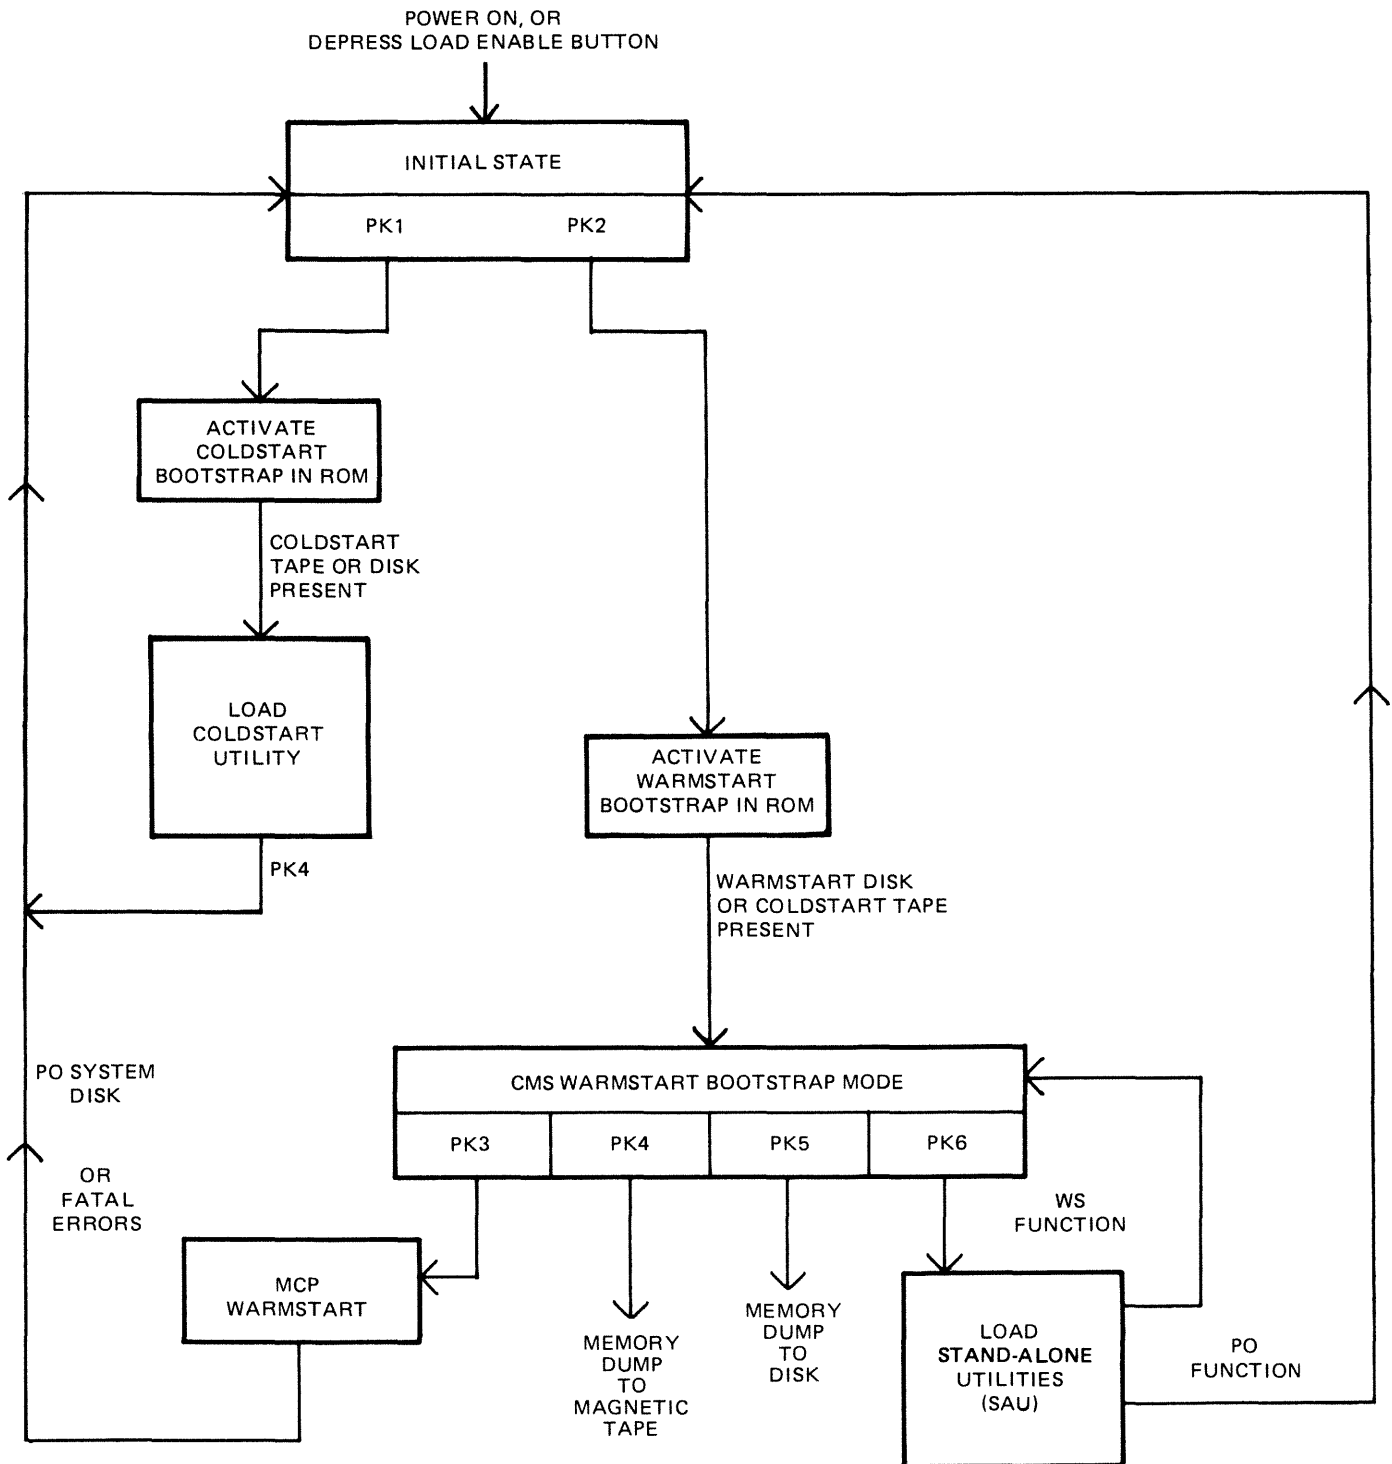 POWER ON, OR
DEPRESS LOAD ENABLE BUTTON
INITIAL STATE
PK1
PK2
ACTIVATE
COLDSTART
BOOTSTRAP IN ROM
COLDSTART
TAPE OR DISK
PRESENT
LOAD
COLDSTART
UTILITY
PK4
ACTIVATE
WARMSTART
BOOTSTRAP IN ROM
WARMSTART DISK
OR COLDSTART TAPE
PRESENT
PO SYSTEM
DISK
OR
FATAL
ERRORS
CMS WARMSTART BOOTSTRAP MODE
PK3
PK4
PK5
PK6
WS
FUNCTION
MCP
WARMSTART
MEMORY
DUMP
TO
MAGNETIC
TAPE
MEMORY
DUMP
TO
DISK
LOAD
STAND-ALONE
UTILITIES
(SAU)
PO
FUNCTION